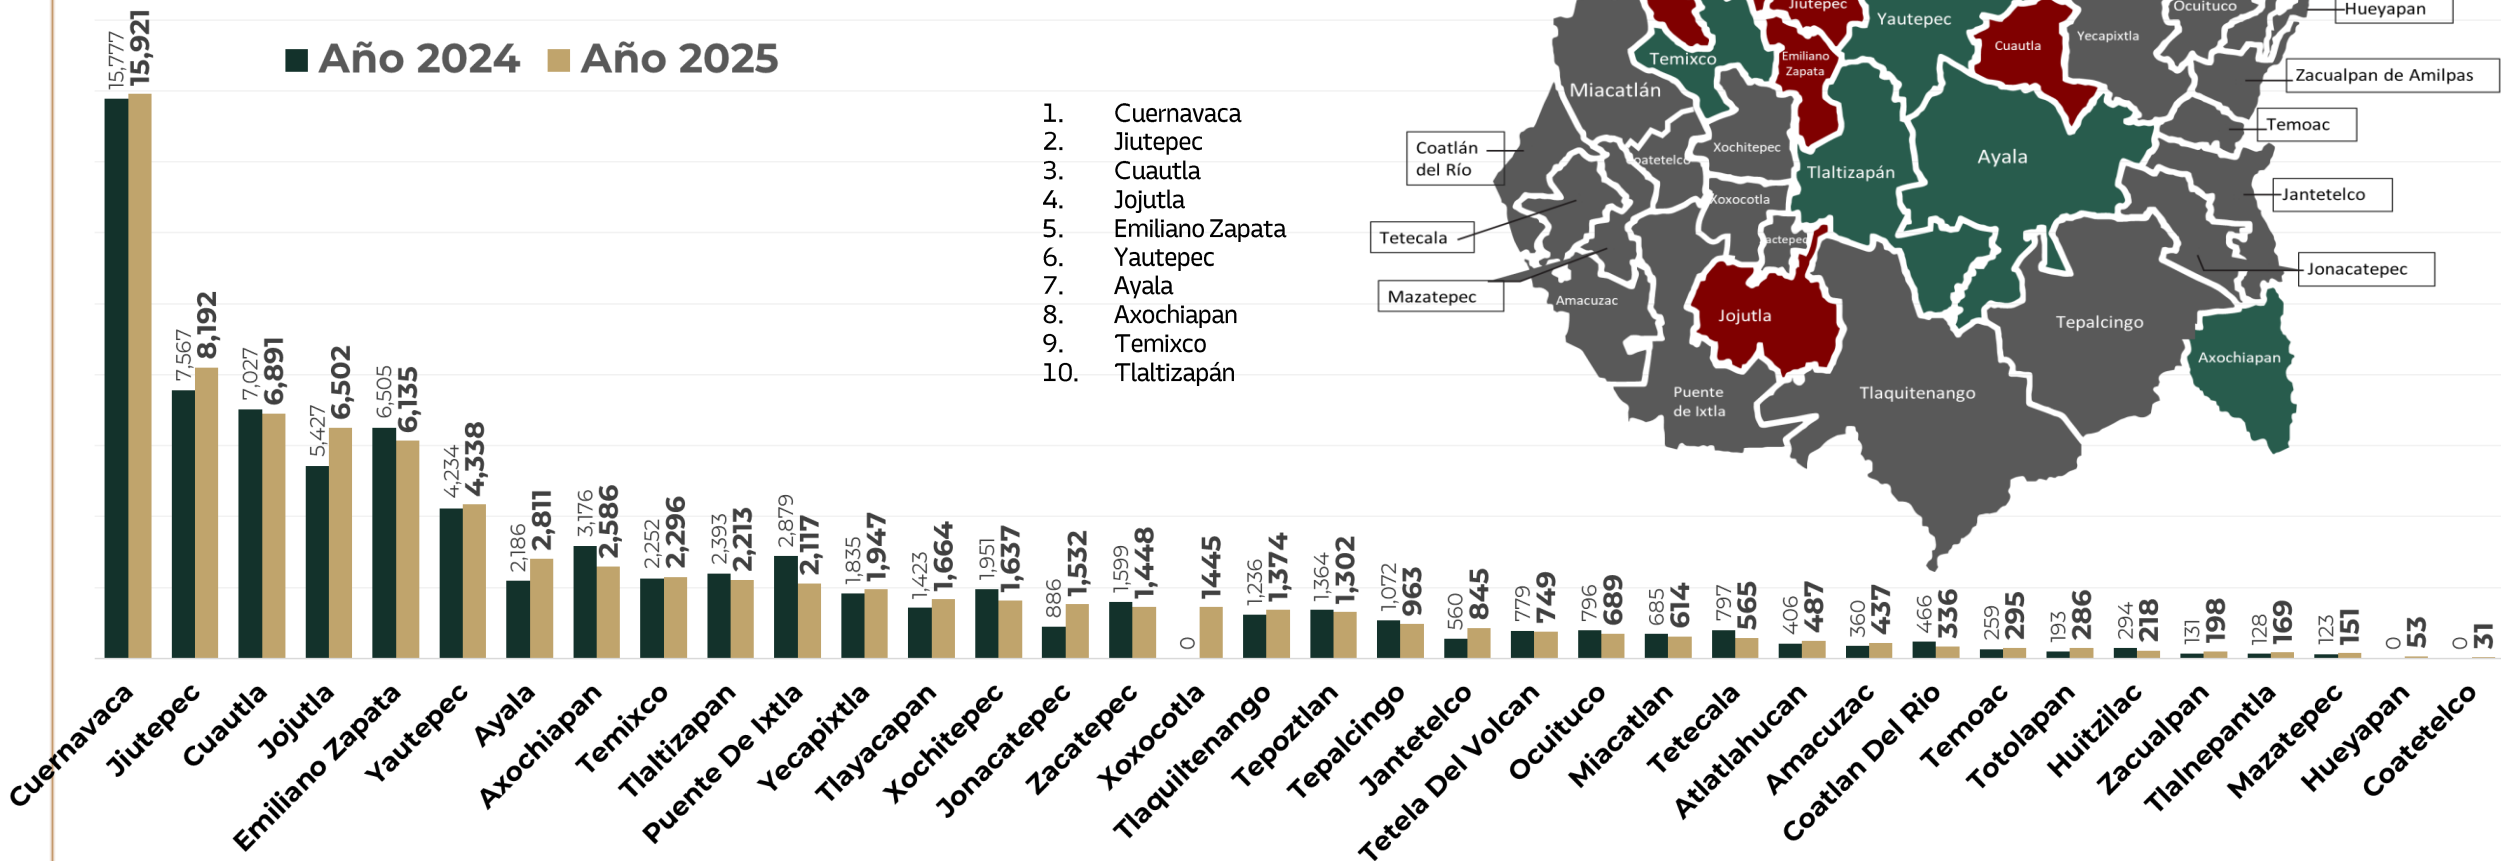 Año 2024 Año 2025
15,777 15,921
7,567 8,192
7,027 6,891
5,427 6,502
6,505 6,135
4,234 4,338
2,186 2,811
3,176 2,586
2,252 2,296
2,393 2,213
2,879 2,117
1,835 1,947
1,423 1,664
1,951 1,637
886 1,532
1,599 1,448
0 1445
1,236 1,374
1,364 1,302
1,072 963
560 845
779 749
796 689
685 614
797 565
406 487
360 437
466 336
259 295
193 286
294 218
131 198
128 169
123 151
0 53
0 31
Cuernavaca
Jiutepec
Cuautla
Jojutla
Emiliano Zapata
Yautepec
Ayala
Axochiapan
Temixco
Tlaltizapan
Puente De Ixtla
Yecapixtla
Tlayacapan
Xochitepec
Jonacatepec
Zacatepec
Xoxocotla
Tlaquiltenango
Tepoztlan
Tepalcingo
Jantetelco
Tetela Del Volcan
Ocuituco
Miacatlan
Tetecala
Atlatlahucan
Amacuzac
Coatlan Del Rio
Temoac
Totolapan
Huitzilac
Zacualpan
Tlalnepantla
Mazatepec
Hueyapan
Coatetelco
1. Cuernavaca
2. Jiutepec
3. Cuautla
4. Jojutla
5. Emiliano Zapata
6. Yautepec
7. Ayala
8. Axochiapan
9. Temixco
10. Tlaltizapán
Jiutepec
Yautepec
Ocuituco
Hueyapan
Cuautla
Yecapixtla
Temixco
Emiliano
Zapata
Zacualpan de Amilpas
Miacatlán
Temoac
Coatlán
del Río
Xochitepec
oatetelco
Ayala
Tlaltizapán
Jantetelco
Xoxocotla
Tetecala
actepec
Jonacatepec
Mazatepec
Amacuzac
Jojutla
Tepalcingo
Axochiapan
Puente
de Ixtla
Tlaquitenango